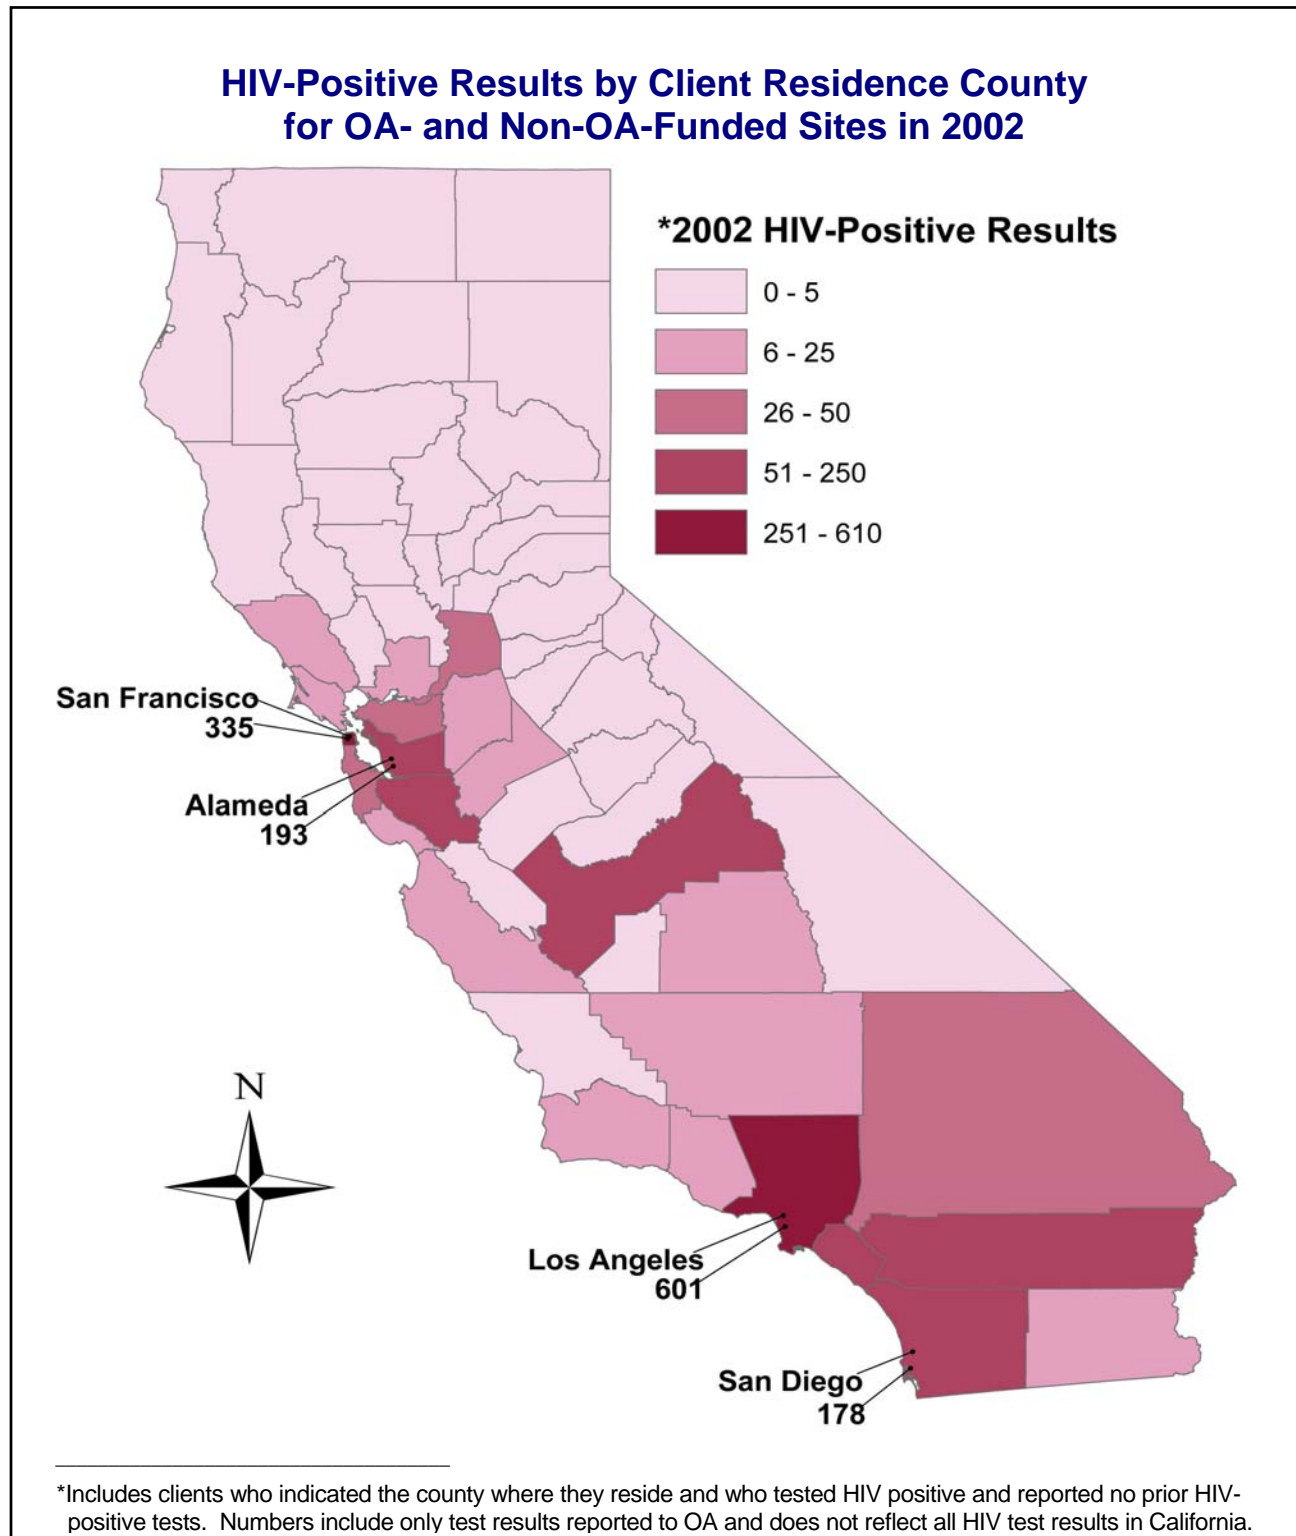 HIV-Positive Results by Client Residence County
for OA- and Non-OA-Funded Sites in 2002
*2002 HIV-Positive Results
0 - 5
6 - 25
26 - 50
51 - 250
251 - 610
San Francisco
335
Alameda
193
N
Los Angeles
601
San Diego
178
*Includes clients who indicated the county where they reside and who tested HIV positive and reported no prior HIV-
positive tests.  Numbers include only test results reported to OA and does not reflect all HIV test results in California.